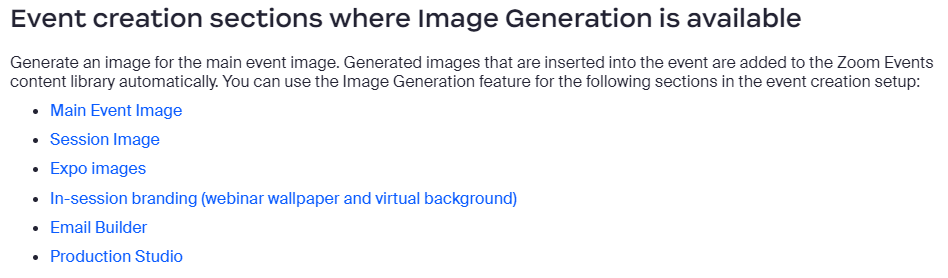 Event creation sections where Image Generation is available
Generate an image for the main event image. Generated images that are inserted into the event are added to the Zoom Events
content library automatically. You can use the Image Generation feature for the following sections in the event creation setup:
• Main Event Image
• Session Image
• Expo images
• In-session branding (webinar wallpaper and virtual background)
• Email Builder
• Production Studio